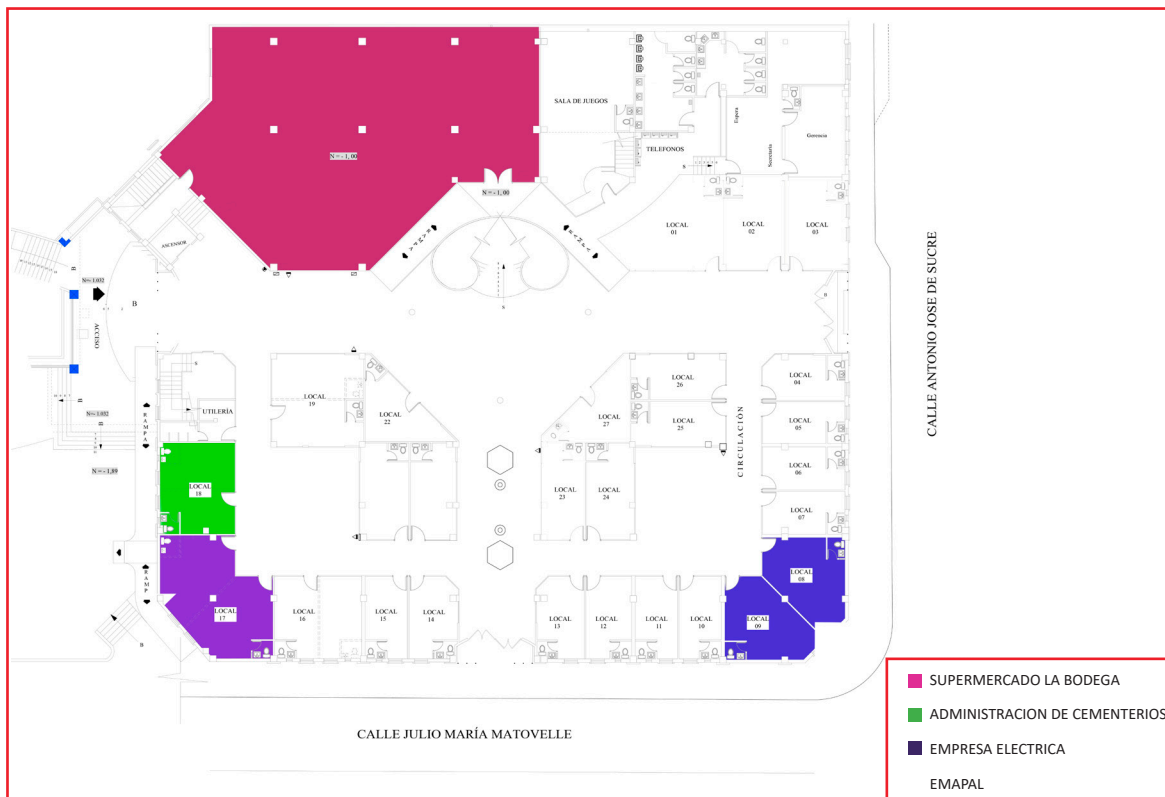 SALA DE JUEGOS
TELEFONOS
Espera
Secretaria
Gerencia
N = - 1, 00
N = - 1, 00
RAMPA
RAMPA
LOCAL
01
LOCAL
02
LOCAL
03
ASCENSOR
B
N=- 1.032
B
ACCESO
S
B
S
S
CALLE ANTONIO JOSE DE SUCRE
LOCAL
19
LOCAL
22
LOCAL
26
LOCAL
04
UTILERÍA
LOCAL
27
LOCAL
25
LOCAL
05
CIRCULACIÓN
RAMPA
B
N=- 1.032
B
N = - 1,89
LOCAL
06
LOCAL
18
LOCAL
23
LOCAL
24
LOCAL
07
LOCAL
08
RAMP
LOCAL
17
LOCAL
16
LOCAL
15
LOCAL
14
LOCAL
13
LOCAL
12
LOCAL
11
LOCAL
10
LOCAL
09
B
CALLE JULIO MARÍA MATOVELLE
SUPERMERCADO LA BODEGA
ADMINISTRACION DE CEMENTERIOS
EMPRESA ELECTRICA
EMAPAL